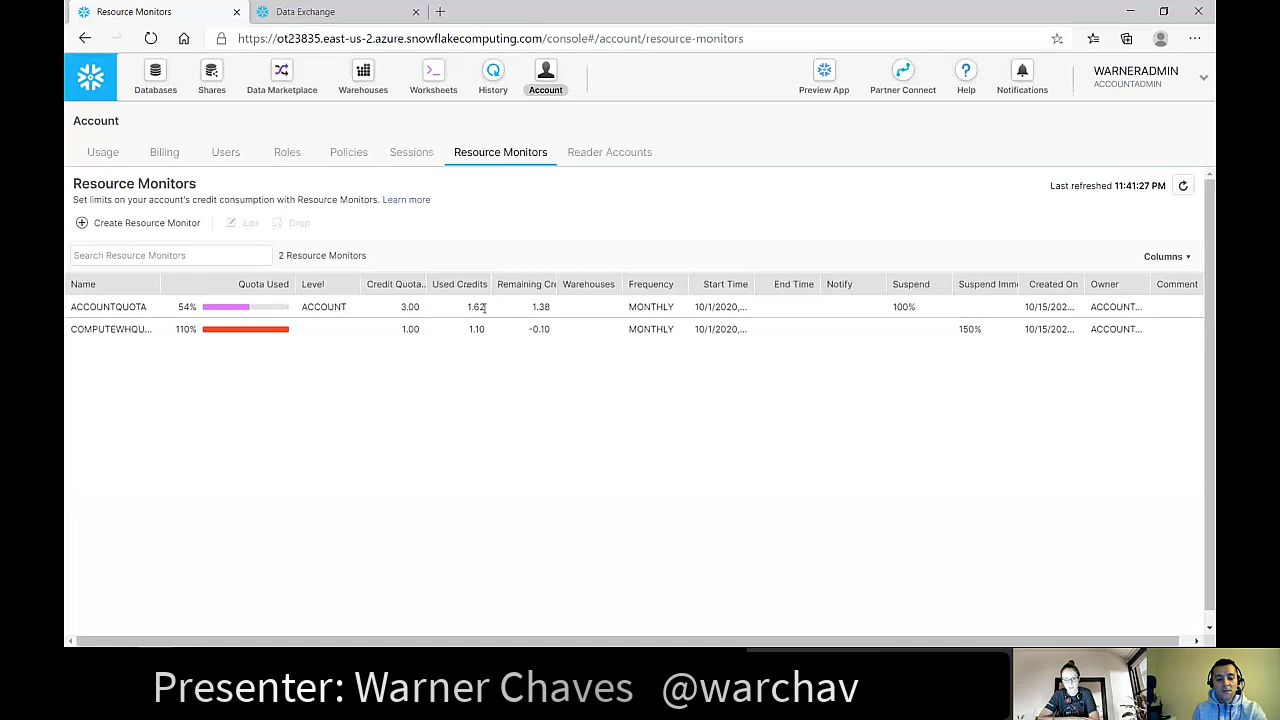 Resource Monitors
Data Exchange
https://ot23835.east-us-2.azure.snowflakecomputing.com/console#/account/resource-monitors
Databases
Shares
Data Marketplace
Warehouses
Worksheets
History
Account
Preview App
Partner Connect
Help
Notifications
WARNERADMIN
ACCOUNTADMIN
Account
Usage Billing Users Roles Policies Sessions Resource Monitors Reader Accounts
Resource Monitors
Last refreshed 11:41:27 PM
Set limits on your account's credit consumption with Resource Monitors. Learn more
Create Resource Monitor Edit Drop
Search Resource Monitors 2 Resource Monitors Columns
Name Quota Used Level Credit Quota.. Used Credits Remaining Cre Warehouses Frequency Start Time End Time Notify Suspend Suspend Imme Created On Owner Comment
ACCOUNTQUOTA 54% ACCOUNT 3.00 1.62 1.38 MONTHLY 10/1/2020,... 100% 10/15/202... ACCOUNT...
COMPUTEWHQU... 110% 1.00 1.10 -0.10 MONTHLY 10/1/2020,... 150% 10/15/202... ACCOUNT...
Presenter: Warner Chaves @warchav